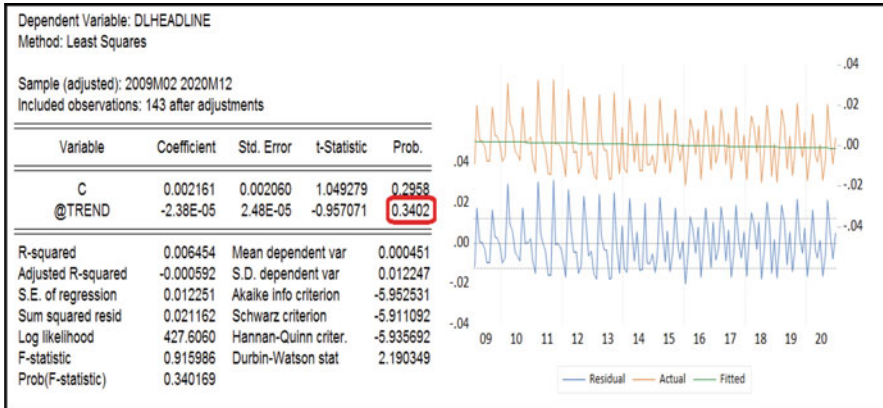 Dependent Variable: DLHEADLINE
Method: Least Squares
Sample (adjusted): 2009M02 2020M12
Included observations: 143 after adjustments
Variable Coefficient Std. Error t-Statistic Prob.
C 0.002161 0.002060 1.049279 0.2958
@TREND -2.38E-05 2.48E-05 -0.957071 0.3402
R-squared 0.006454 Mean dependent var 0.000451
Adjusted R-squared -0.000592 S.D. dependent var 0.012247
S.E. of regression 0.012251 Akaike info criterion -5.952531
Sum squared resid 0.021162 Schwarz criterion -5.911092
Log likelihood 427.6060 Hannan-Quinn criter. -5.935692
F-statistic 0.915986 Durbin-Watson stat 2.190349
Prob(F-statistic) 0.340169
.04
.02
.00
-.02
-.04
.04
.02
.00
-.02
-.04
09 10 11 12 13 14 15 16 17 18 19 20
Residual Actual Fitted